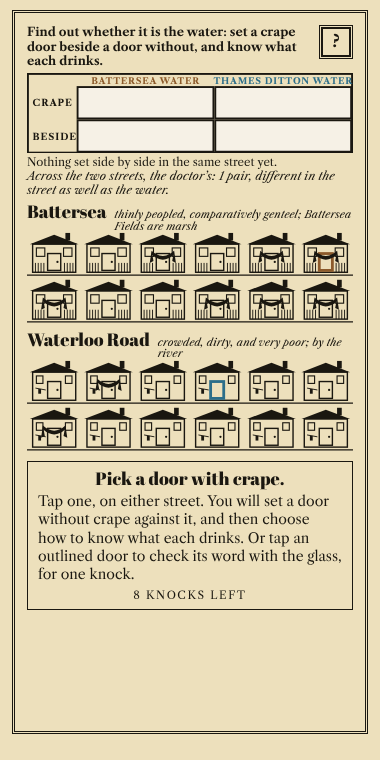 Find out whether it is the water: set a crape
door beside a door without, and know what
each drinks.
?
BATTERSEA WATER THAMES DITTON WATER
CRAPE
BESIDE
Nothing set side by side in the same street yet.
Across the two streets, the doctor's: 1 pair, different in the
street as well as the water.
Battersea thinly peopled, comparatively genteel; Battersea
Fields are marsh
Waterloo Road crowded, dirty, and very poor; by the
river
Pick a door with crape.
Tap one, on either street. You will set a door
without crape against it, and then choose
how to know what each drinks. Or tap an
outlined door to check its word with the glass,
for one knock.
8 KNOCKS LEFT